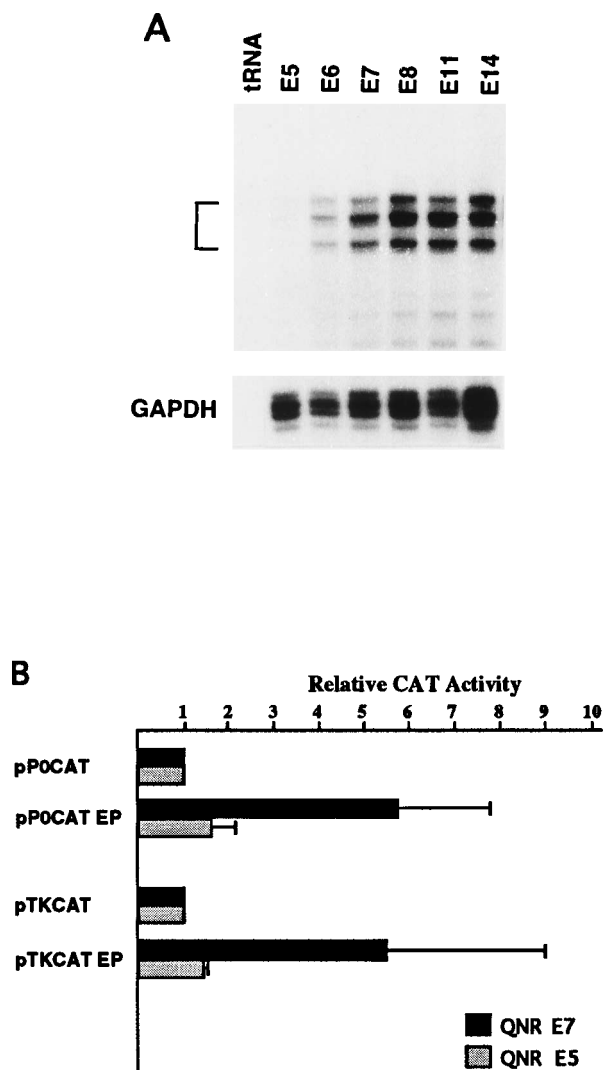 A
tRNA E5 E6 E7 E8 E11 E14
GAPDH
B
Relative CAT Activity
1 2 3 4 5 6 7 8 9 10
pP0CAT
pP0CAT EP
pTKCAT
pTKCAT EP
QNR E7
QNR E5